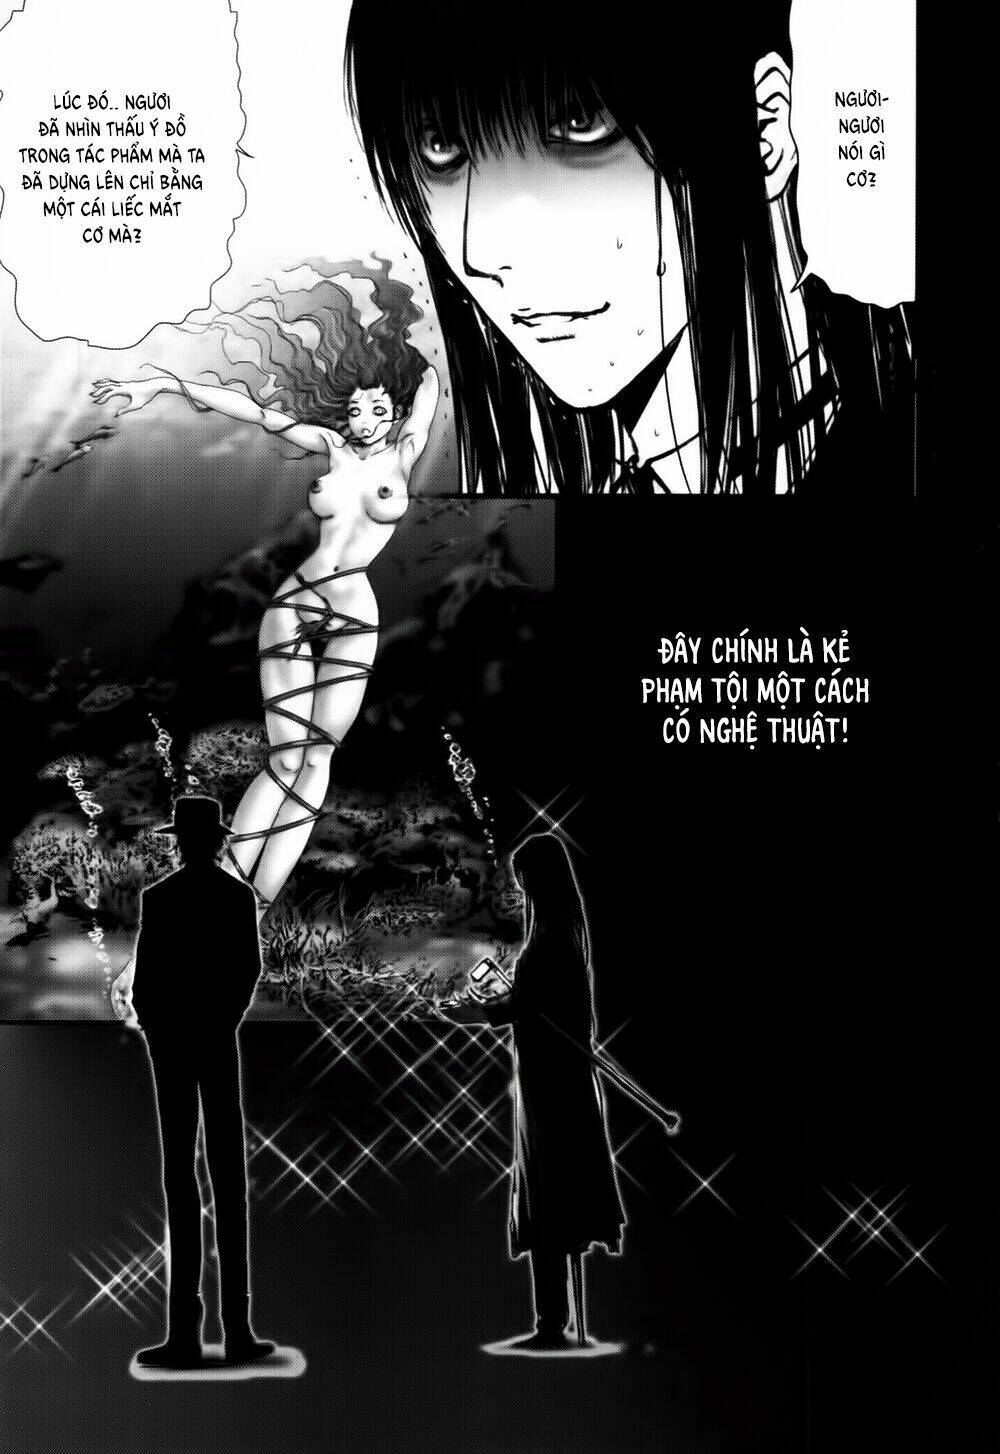 NGƯƠI-
NGƯƠI
NÓI GÌ
CƠ?
LÚC ĐÓ.. NGƯƠI
ĐÃ NHÌN THẤU Ý ĐỒ
TRONG TÁC PHẨM MÀ TA
ĐÃ DỰNG LÊN CHỈ BẰNG
MỘT CÁI LIẾC MẮT
CƠ MÀ?
ĐÂY CHÍNH LÀ KẺ
PHẠM TỘI MỘT CÁCH
CÓ NGHỆ THUẬT!